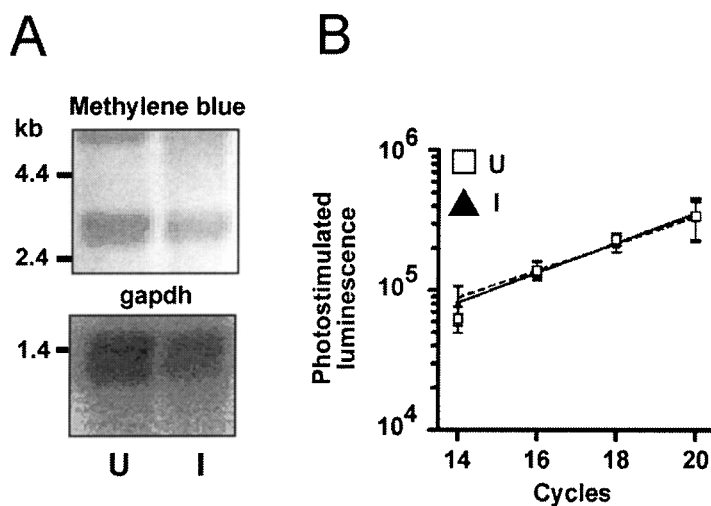 A
Methylene blue
kb
4.4
2.4
gapdh
1.4
U I
B
Photostimulated
luminescence
10^6
10^5
10^4
U
I
14 16 18 20
Cycles